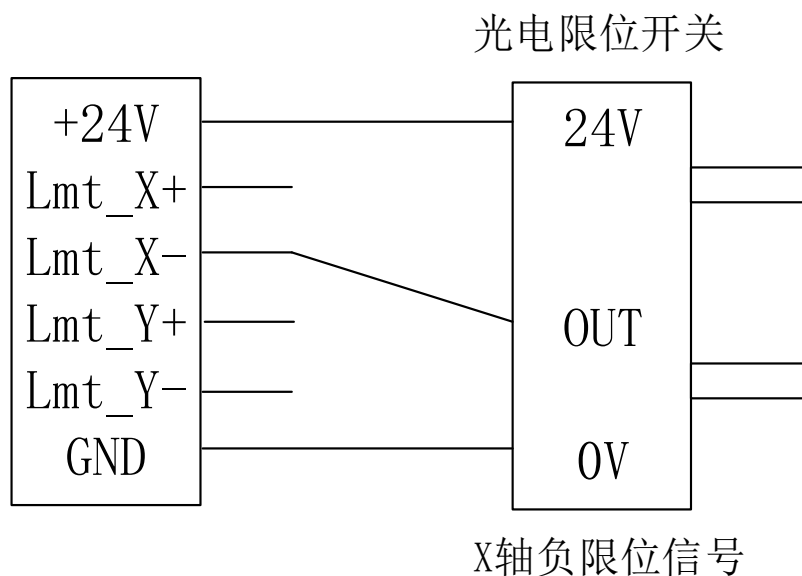 光电限位开关
+24V
Lmt_X+
Lmt_X-
Lmt_Y+
Lmt_Y-
GND
24V
OUT
0V
X轴负限位信号